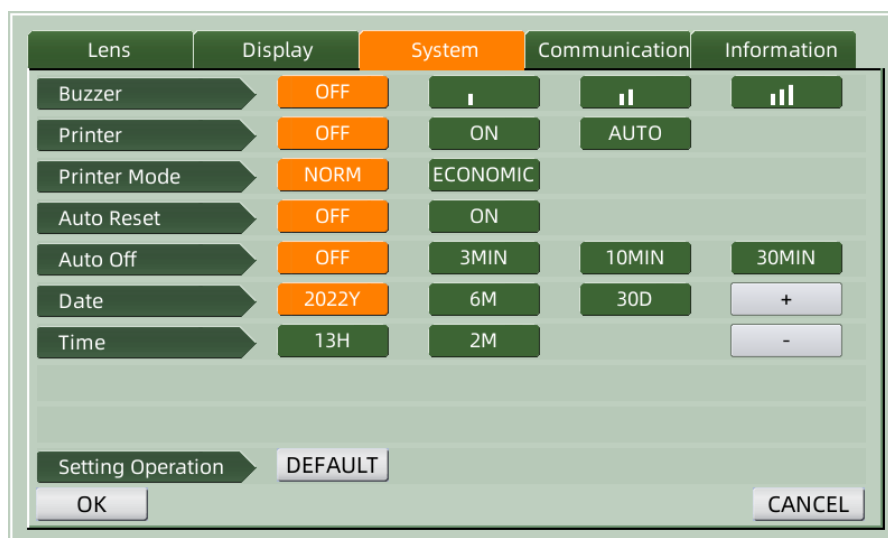 Lens Display System Communication Information
Buzzer OFF
Printer OFF ON AUTO
Printer Mode NORM ECONOMIC
Auto Reset OFF ON
Auto Off OFF 3MIN 10MIN 30MIN
Date 2022Y 6M 30D +
Time 13H 2M -
Setting Operation DEFAULT
OK CANCEL